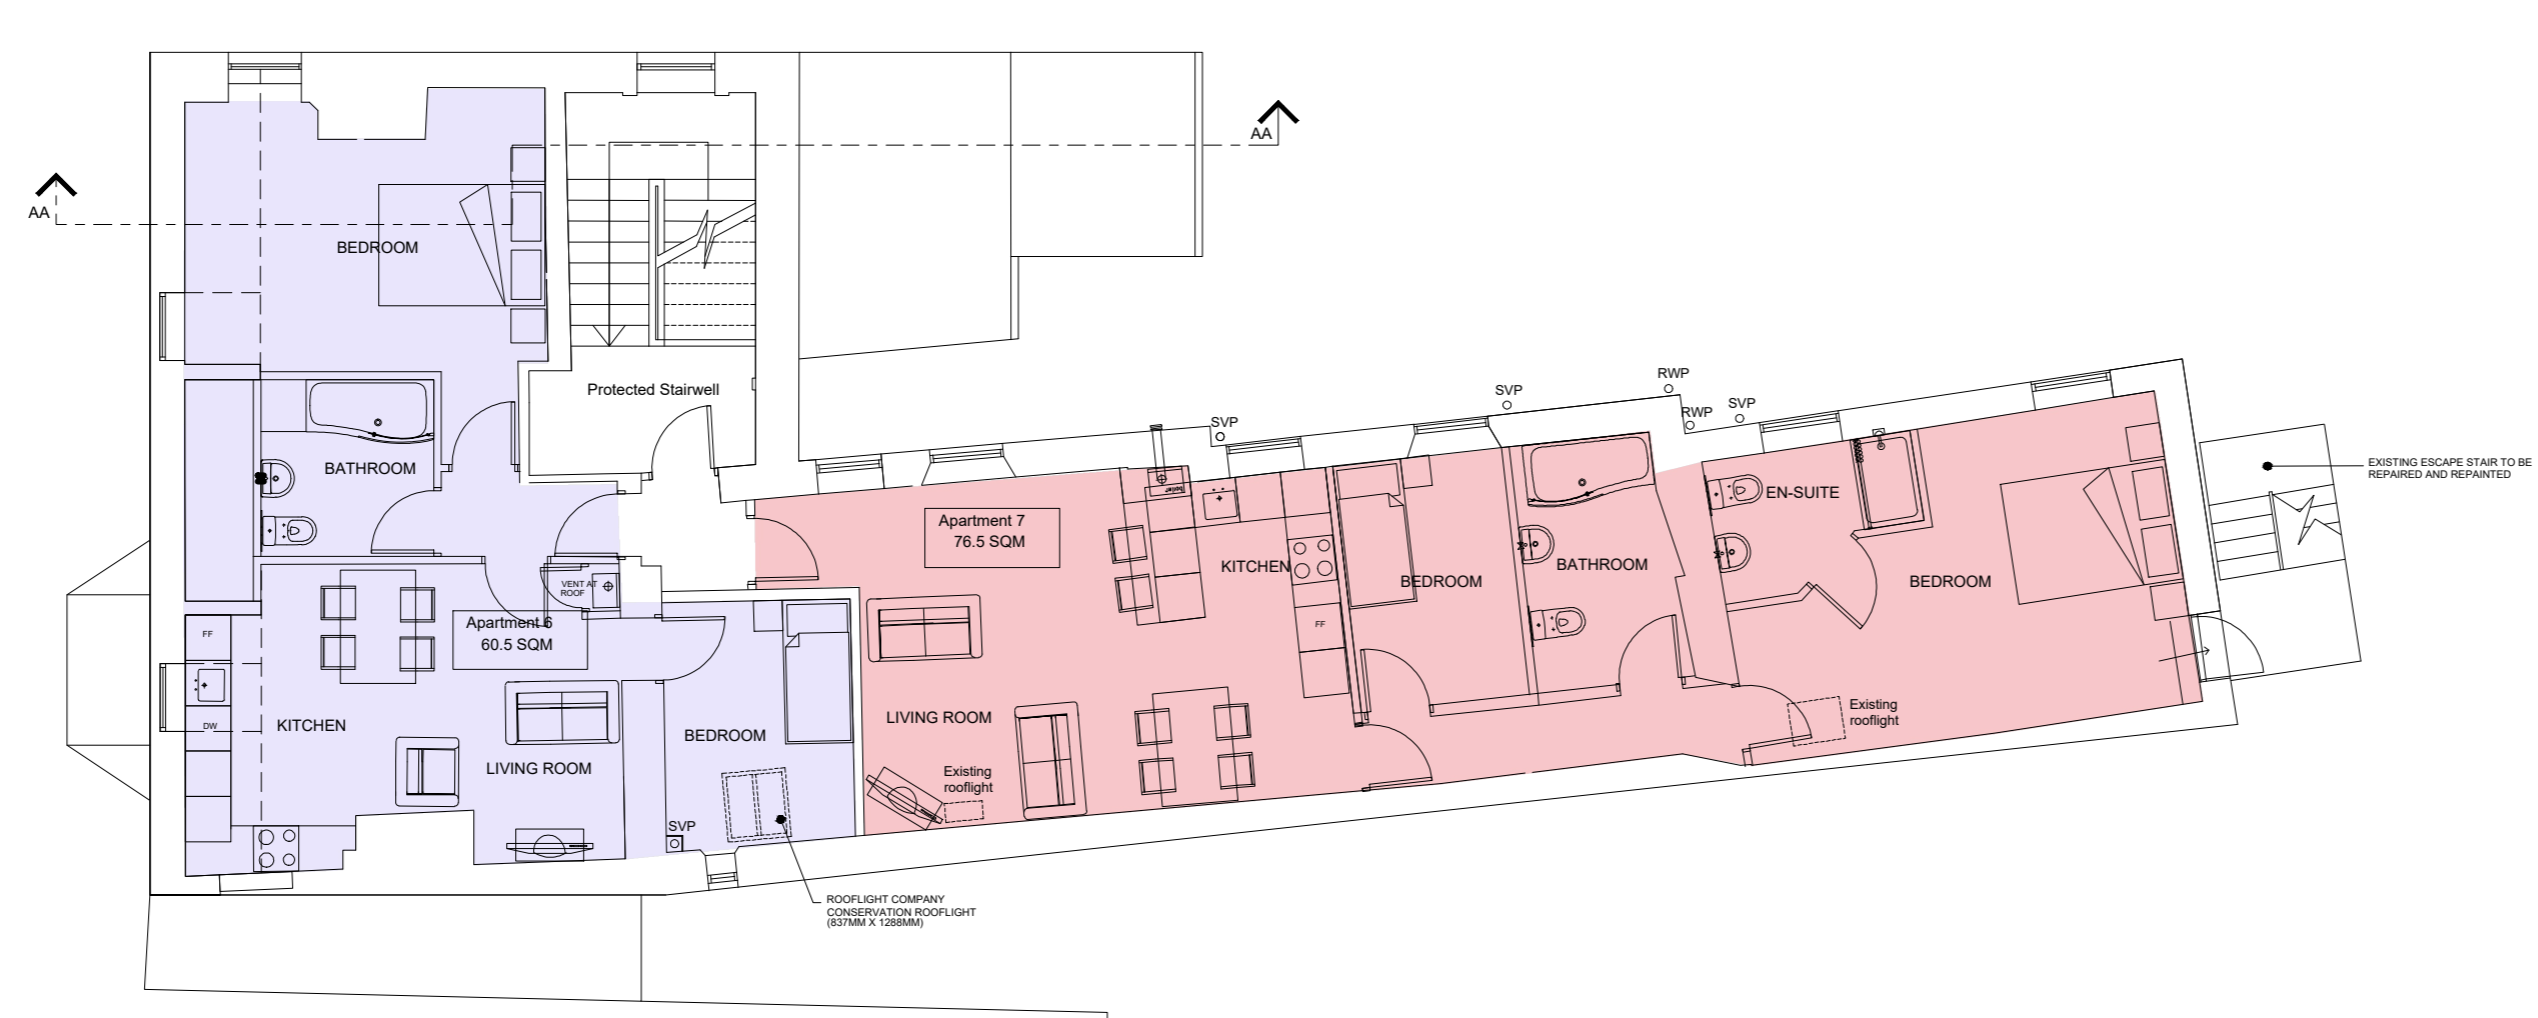 AA
AA
BEDROOM
Protected Stairwell
BATHROOM
VENT AT
ROOF
Apartment 6
60.5 SQM
FF
DW
KITCHEN
LIVING ROOM
BEDROOM
SVP
ROOFLIGHT COMPANY
CONSERVATION ROOFLIGHT
(837MM X 1288MM)
Apartment 7
76.5 SQM
boiler
KITCHEN
FF
LIVING ROOM
Existing
rooflight
SVP
SVP
RWP
RWP
SVP
BEDROOM
BATHROOM
EN-SUITE
BEDROOM
Existing
rooflight
EXISTING ESCAPE STAIR TO BE
REPAIRED AND REPAINTED